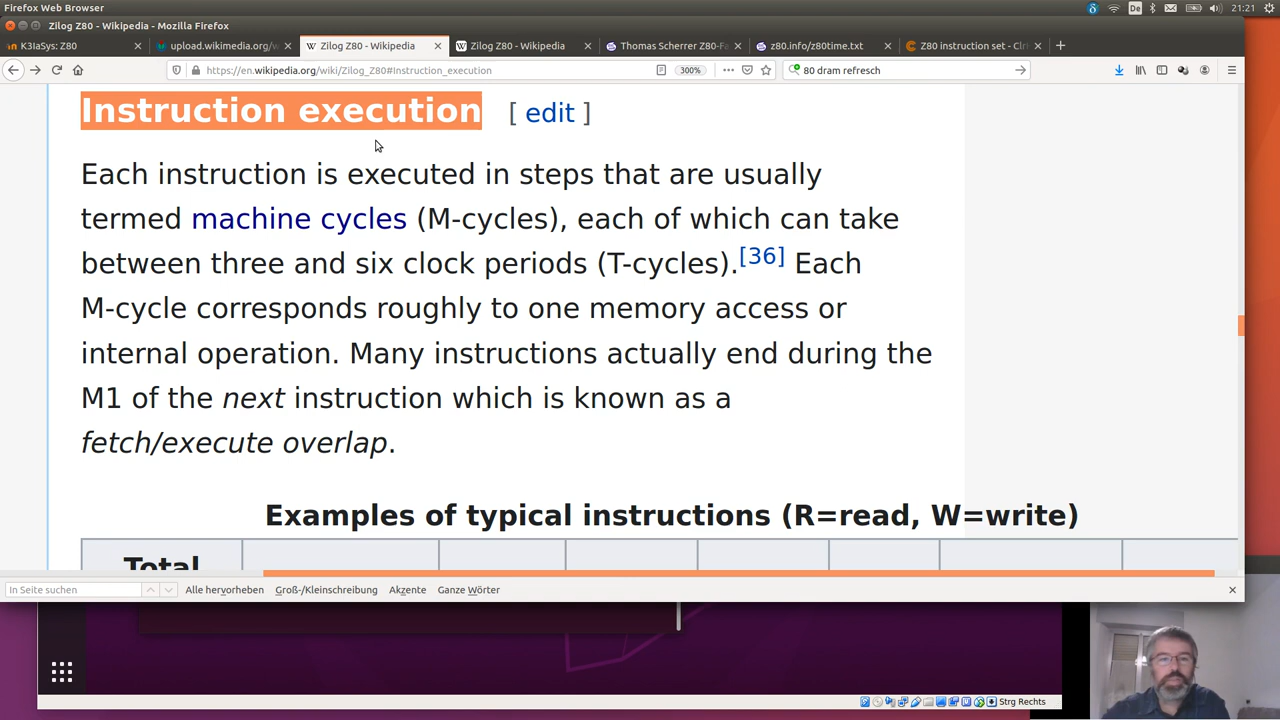 Firefox Web Browser
De
21:21
Zilog Z80 - Wikipedia - Mozilla Firefox
K3IaSys: Z80
upload.wikimedia.org/w
Zilog Z80 - Wikipedia
Zilog Z80 - Wikipedia
Thomas Scherrer Z80-Fa
z80.info/z80time.txt
Z80 instruction set - Clr
https://en.wikipedia.org/wiki/Zilog_Z80#Instruction_execution
300%
80 dram refresch
Instruction execution [ edit ]
Each instruction is executed in steps that are usually
termed machine cycles (M-cycles), each of which can take
between three and six clock periods (T-cycles).[36] Each
M-cycle corresponds roughly to one memory access or
internal operation. Many instructions actually end during the
M1 of the next instruction which is known as a
fetch/execute overlap.
Examples of typical instructions (R=read, W=write)
Total
In Seite suchen
Alle hervorheben
Groß-/Kleinschreibung
Akzente
Ganze Wörter
Strg Rechts